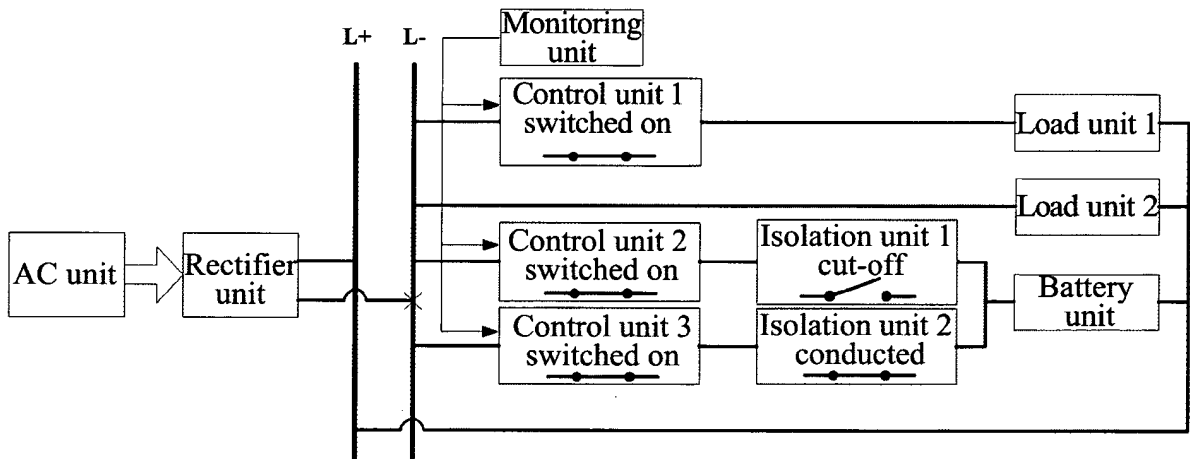 L+
L-
Monitoring
unit
Control unit 1
switched on
Load unit 1
Load unit 2
AC unit
Rectifier
unit
Control unit 2
switched on
Isolation unit 1
cut-off
Battery
unit
Control unit 3
switched on
Isolation unit 2
conducted